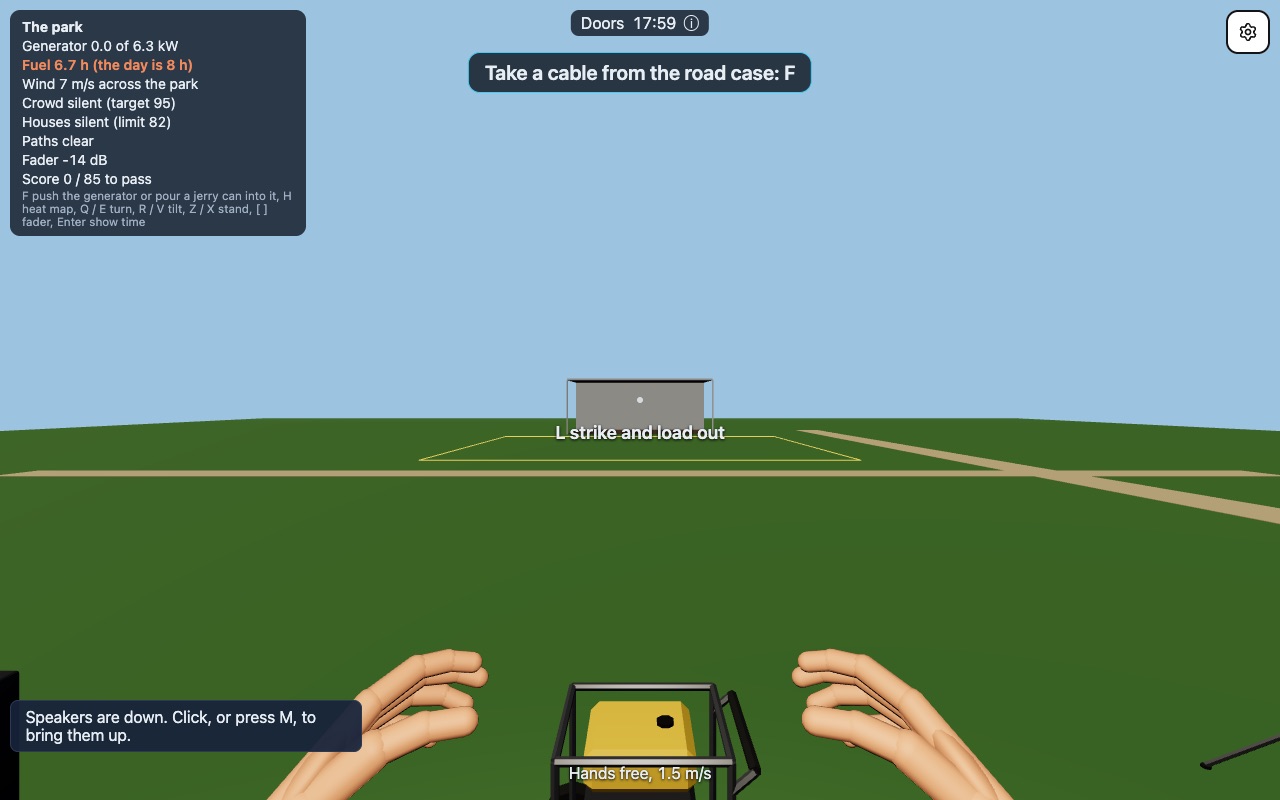 The park
Generator 0.0 of 6.3 kW
Fuel 6.7 h (the day is 8 h)
Wind 7 m/s across the park
Crowd silent (target 95)
Houses silent (limit 82)
Paths clear
Fader -14 dB
Score 0 / 85 to pass
F push the generator or pour a jerry can into it, H
heat map, Q / E turn, R / V tilt, Z / X stand, [ ]
fader, Enter show time
Doors 17:59 ⓘ
Take a cable from the road case: F
L strike and load out
Speakers are down. Click, or press M, to
bring them up.
Hands free, 1.5 m/s